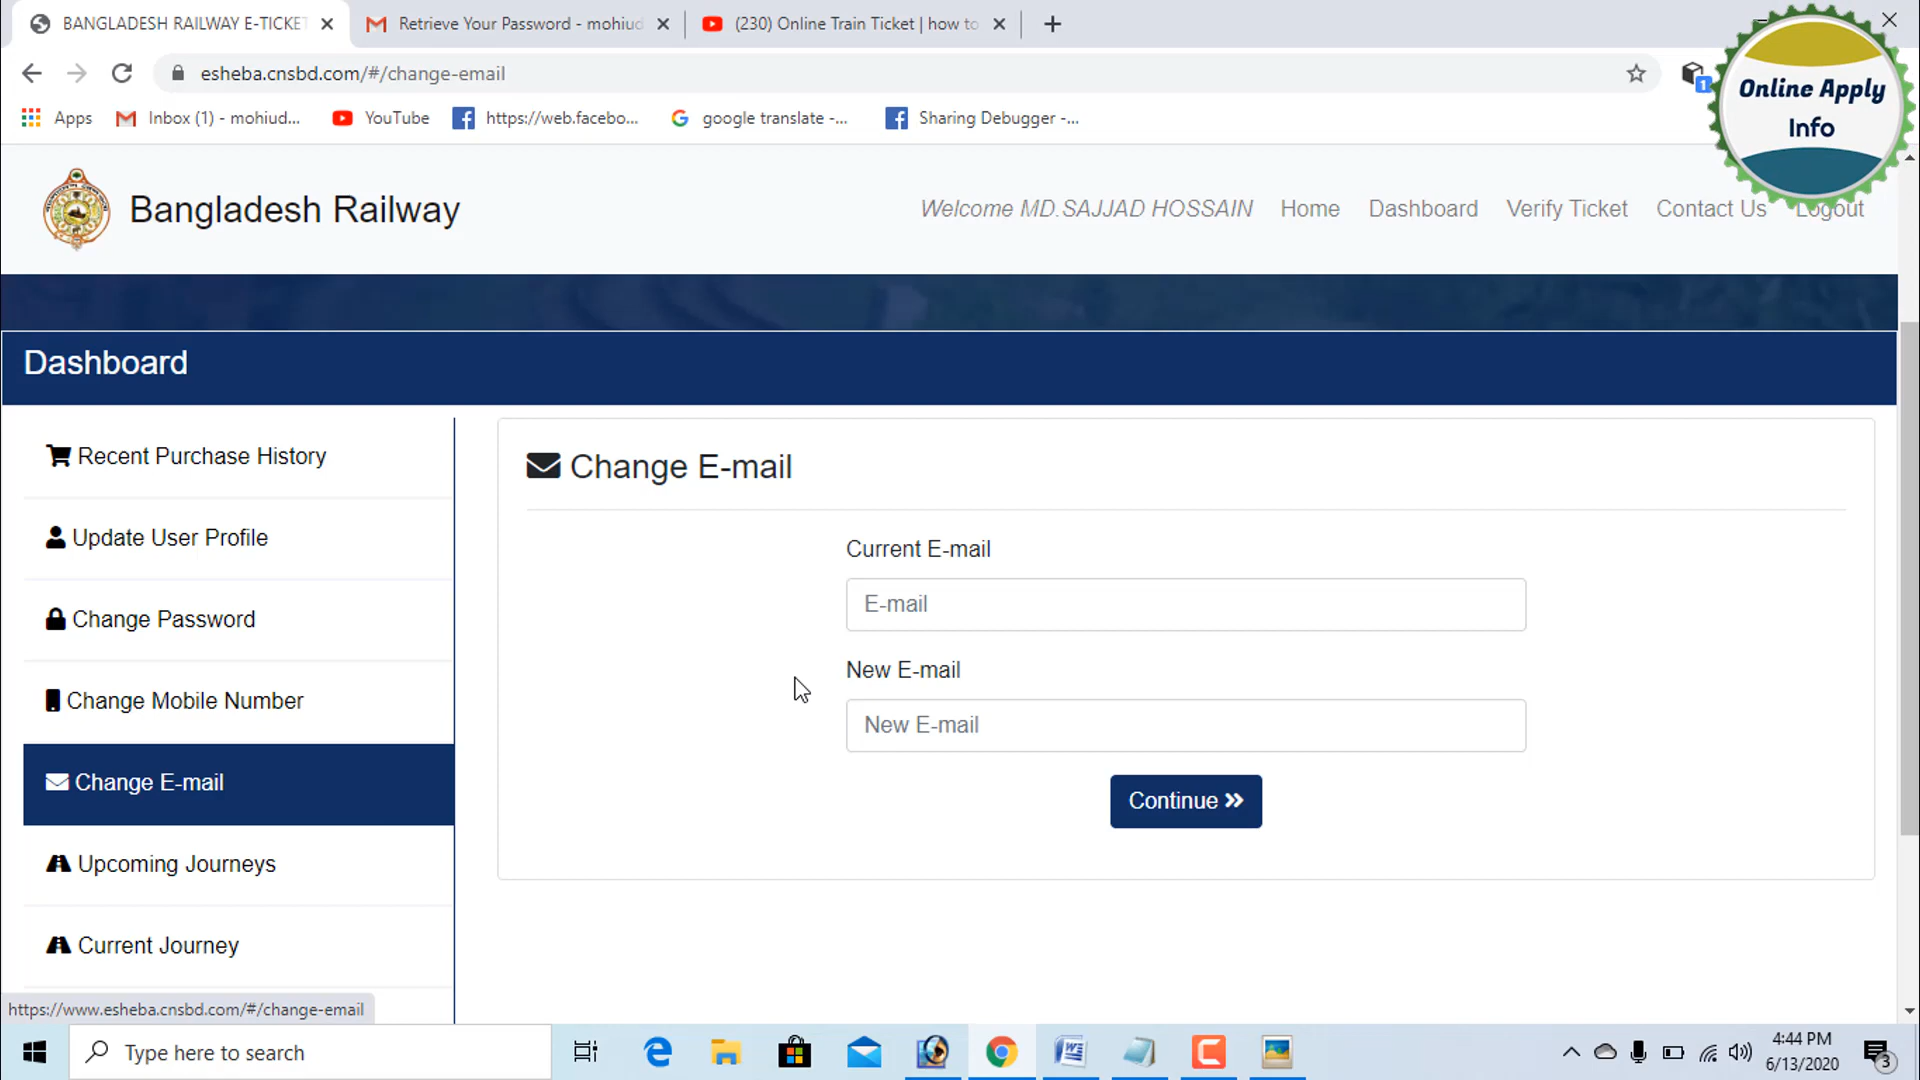 BANGLADESH RAILWAY E-TICKET
Retrieve Your Password - mohiud
(230) Online Train Ticket | how to
esheba.cnsbd.com/#/change-email
Apps
Inbox (1) - mohiud...
YouTube
https://web.facebo...
google translate -...
Sharing Debugger -...
1
Online Apply
Info
Bangladesh Railway
Welcome MD.SAJJAD HOSSAIN
Home
Dashboard
Verify Ticket
Contact Us
Logout
Dashboard
Recent Purchase History
Update User Profile
Change Password
Change Mobile Number
Change E-mail
Upcoming Journeys
Current Journey
Change E-mail
Current E-mail
E-mail
New E-mail
New E-mail
Continue
https://www.esheba.cnsbd.com/#/change-email
Type here to search
4:44 PM
6/13/2020
3